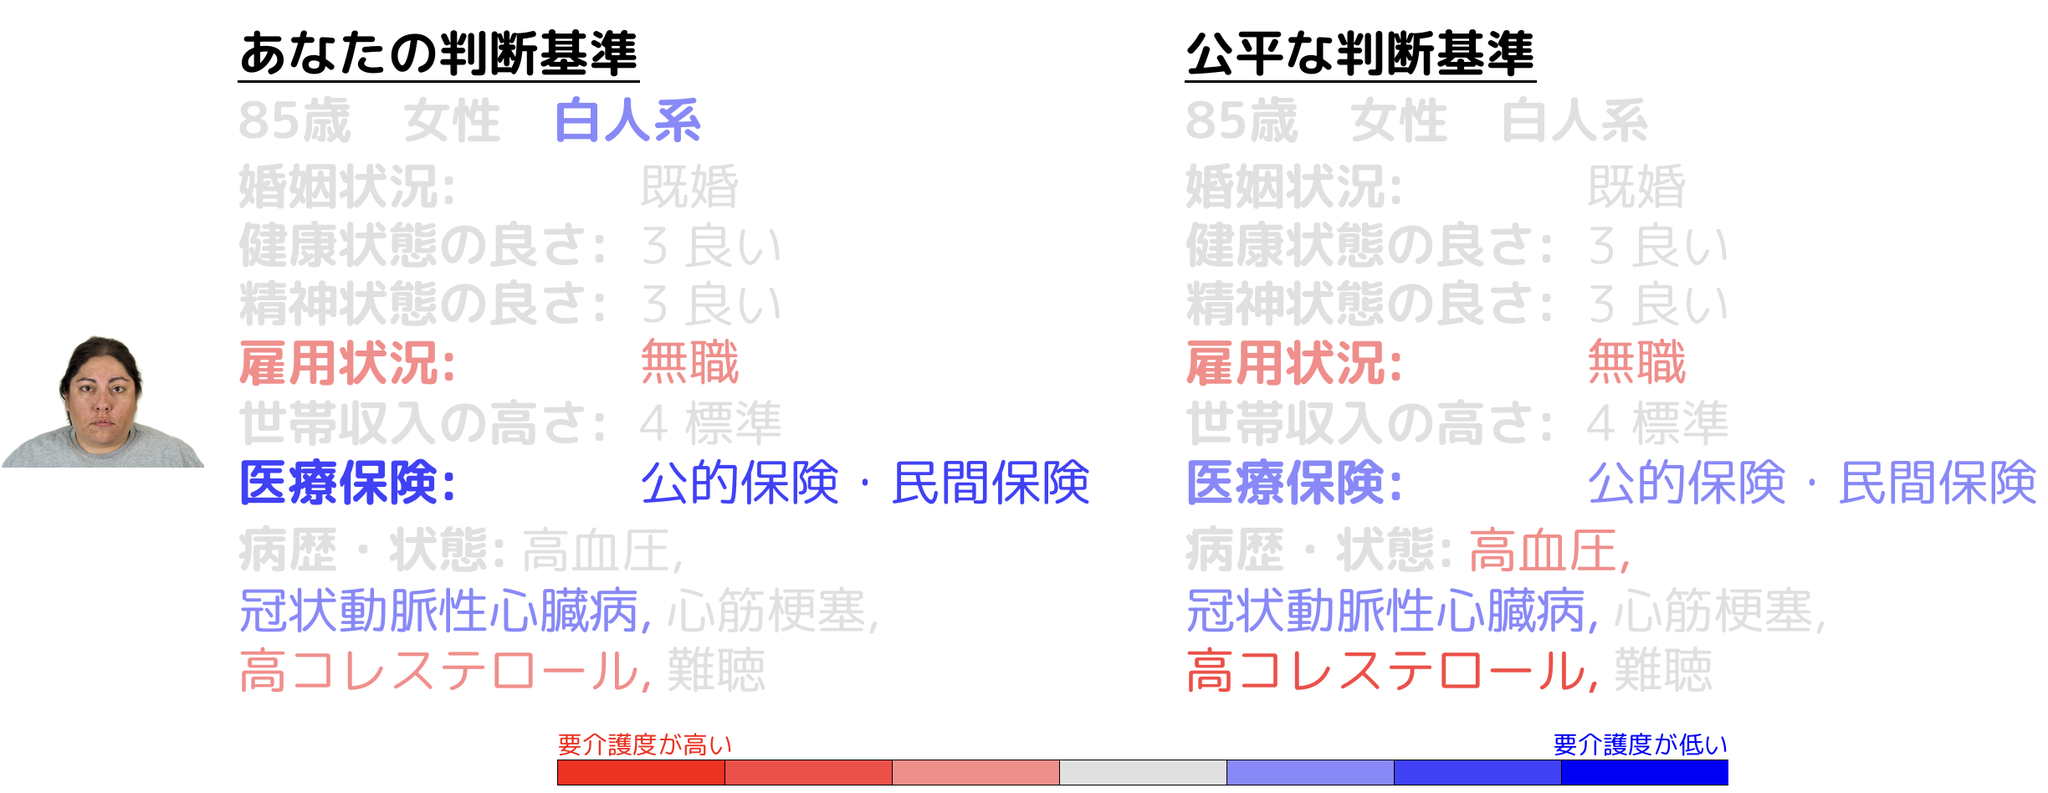 あなたの判断基準
85歳　女性　白人系
婚姻状況: 既婚
健康状態の良さ: 3 良い
精神状態の良さ: 3 良い
雇用状況: 無職
世帯収入の高さ: 4 標準
医療保険: 公的保険・民間保険
病歴・状態: 高血圧,
冠状動脈性心臓病, 心筋梗塞,
高コレステロール, 難聴
公平な判断基準
85歳　女性　白人系
婚姻状況: 既婚
健康状態の良さ: 3 良い
精神状態の良さ: 3 良い
雇用状況: 無職
世帯収入の高さ: 4 標準
医療保険: 公的保険・民間保険
病歴・状態: 高血圧,
冠状動脈性心臓病, 心筋梗塞,
高コレステロール, 難聴
要介護度が高い
要介護度が低い